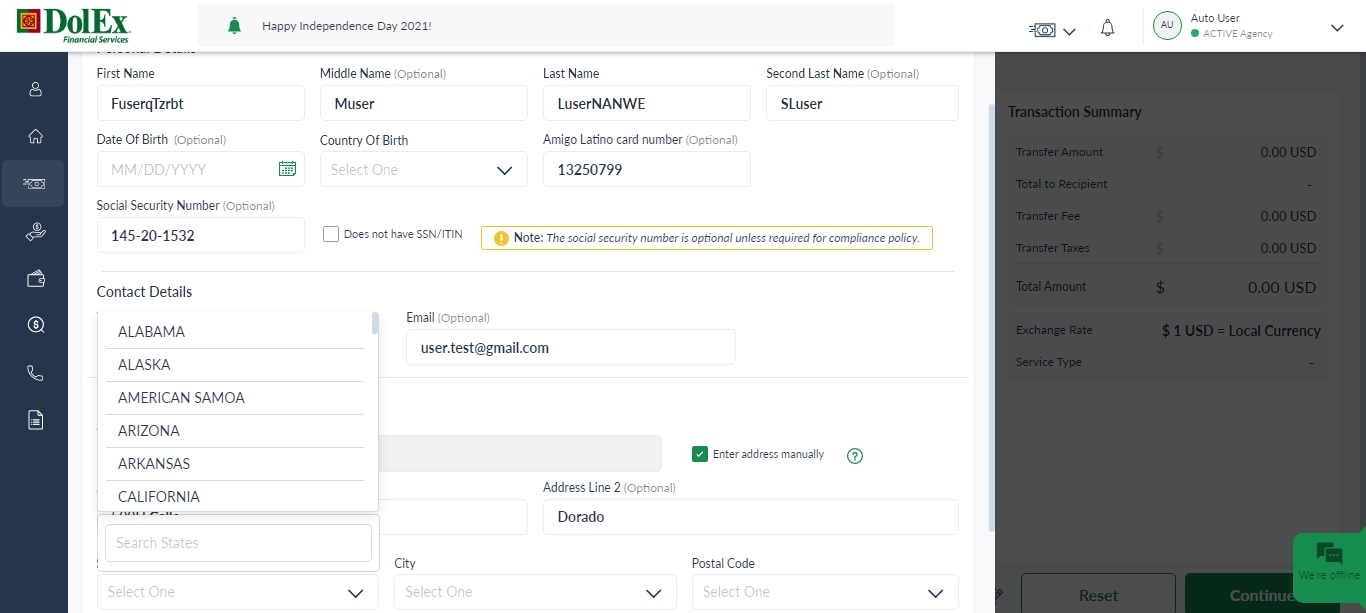 DolEx
Financial Services
Happy Independence Day 2021!
AU
Auto User
ACTIVE Agency
Personal Details
First Name
Middle Name (Optional)
Last Name
Second Last Name (Optional)
FuserqTzrbt
Muser
LuserNANWE
SLuser
Date Of Birth (Optional)
Country Of Birth
Amigo Latino card number (Optional)
MM/DD/YYYY
Select One
13250799
Social Security Number (Optional)
145-20-1532
Does not have SSN/ITIN
Note: The social security number is optional unless required for compliance policy.
Contact Details
Email (Optional)
user.test@gmail.com
ALABAMA
ALASKA
AMERICAN SAMOA
ARIZONA
ARKANSAS
CALIFORNIA
Search States
Enter address manually
?
Address Line 2 (Optional)
Dorado
City
Postal Code
Select One
Select One
Select One
Transaction Summary
Transfer Amount $ 0.00 USD
Total to Recipient -
Transfer Fee $ 0.00 USD
Transfer Taxes $ 0.00 USD
Total Amount $ 0.00 USD
Exchange Rate $ 1 USD = Local Currency
Service Type -
Reset
Continue
We're offline